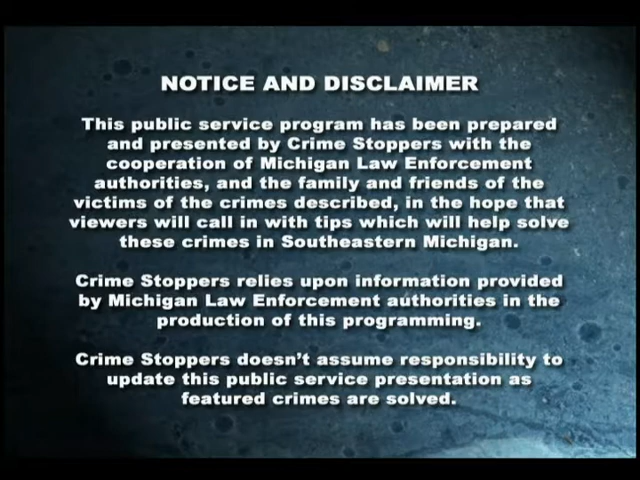 NOTICE AND DISCLAIMER
This public service program has been prepared
and presented by Crime Stoppers with the
cooperation of Michigan Law Enforcement
authorities, and the family and friends of the
victims of the crimes described, in the hope that
viewers will call in with tips which will help solve
these crimes in Southeastern Michigan.
Crime Stoppers relies upon information provided
by Michigan Law Enforcement authorities in the
production of this programming.
Crime Stoppers doesn't assume responsibility to
update this public service presentation as
featured crimes are solved.